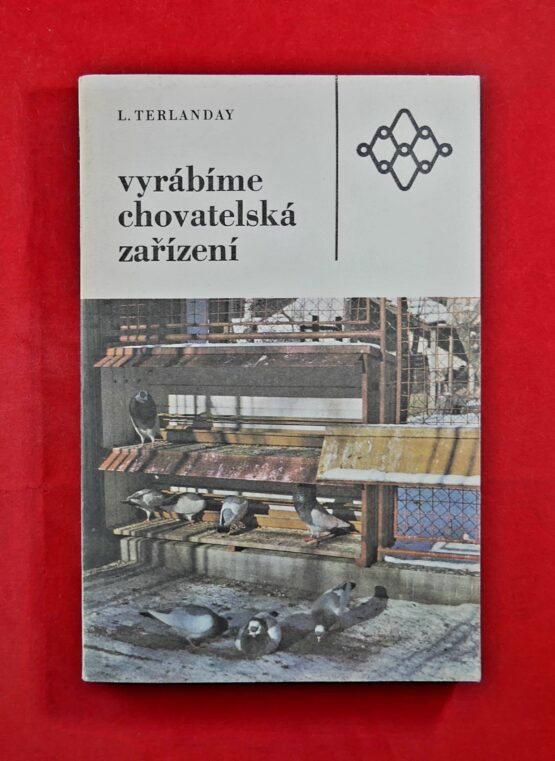 L. TERLANDAY
vyrábíme
chovatelská
zařízení